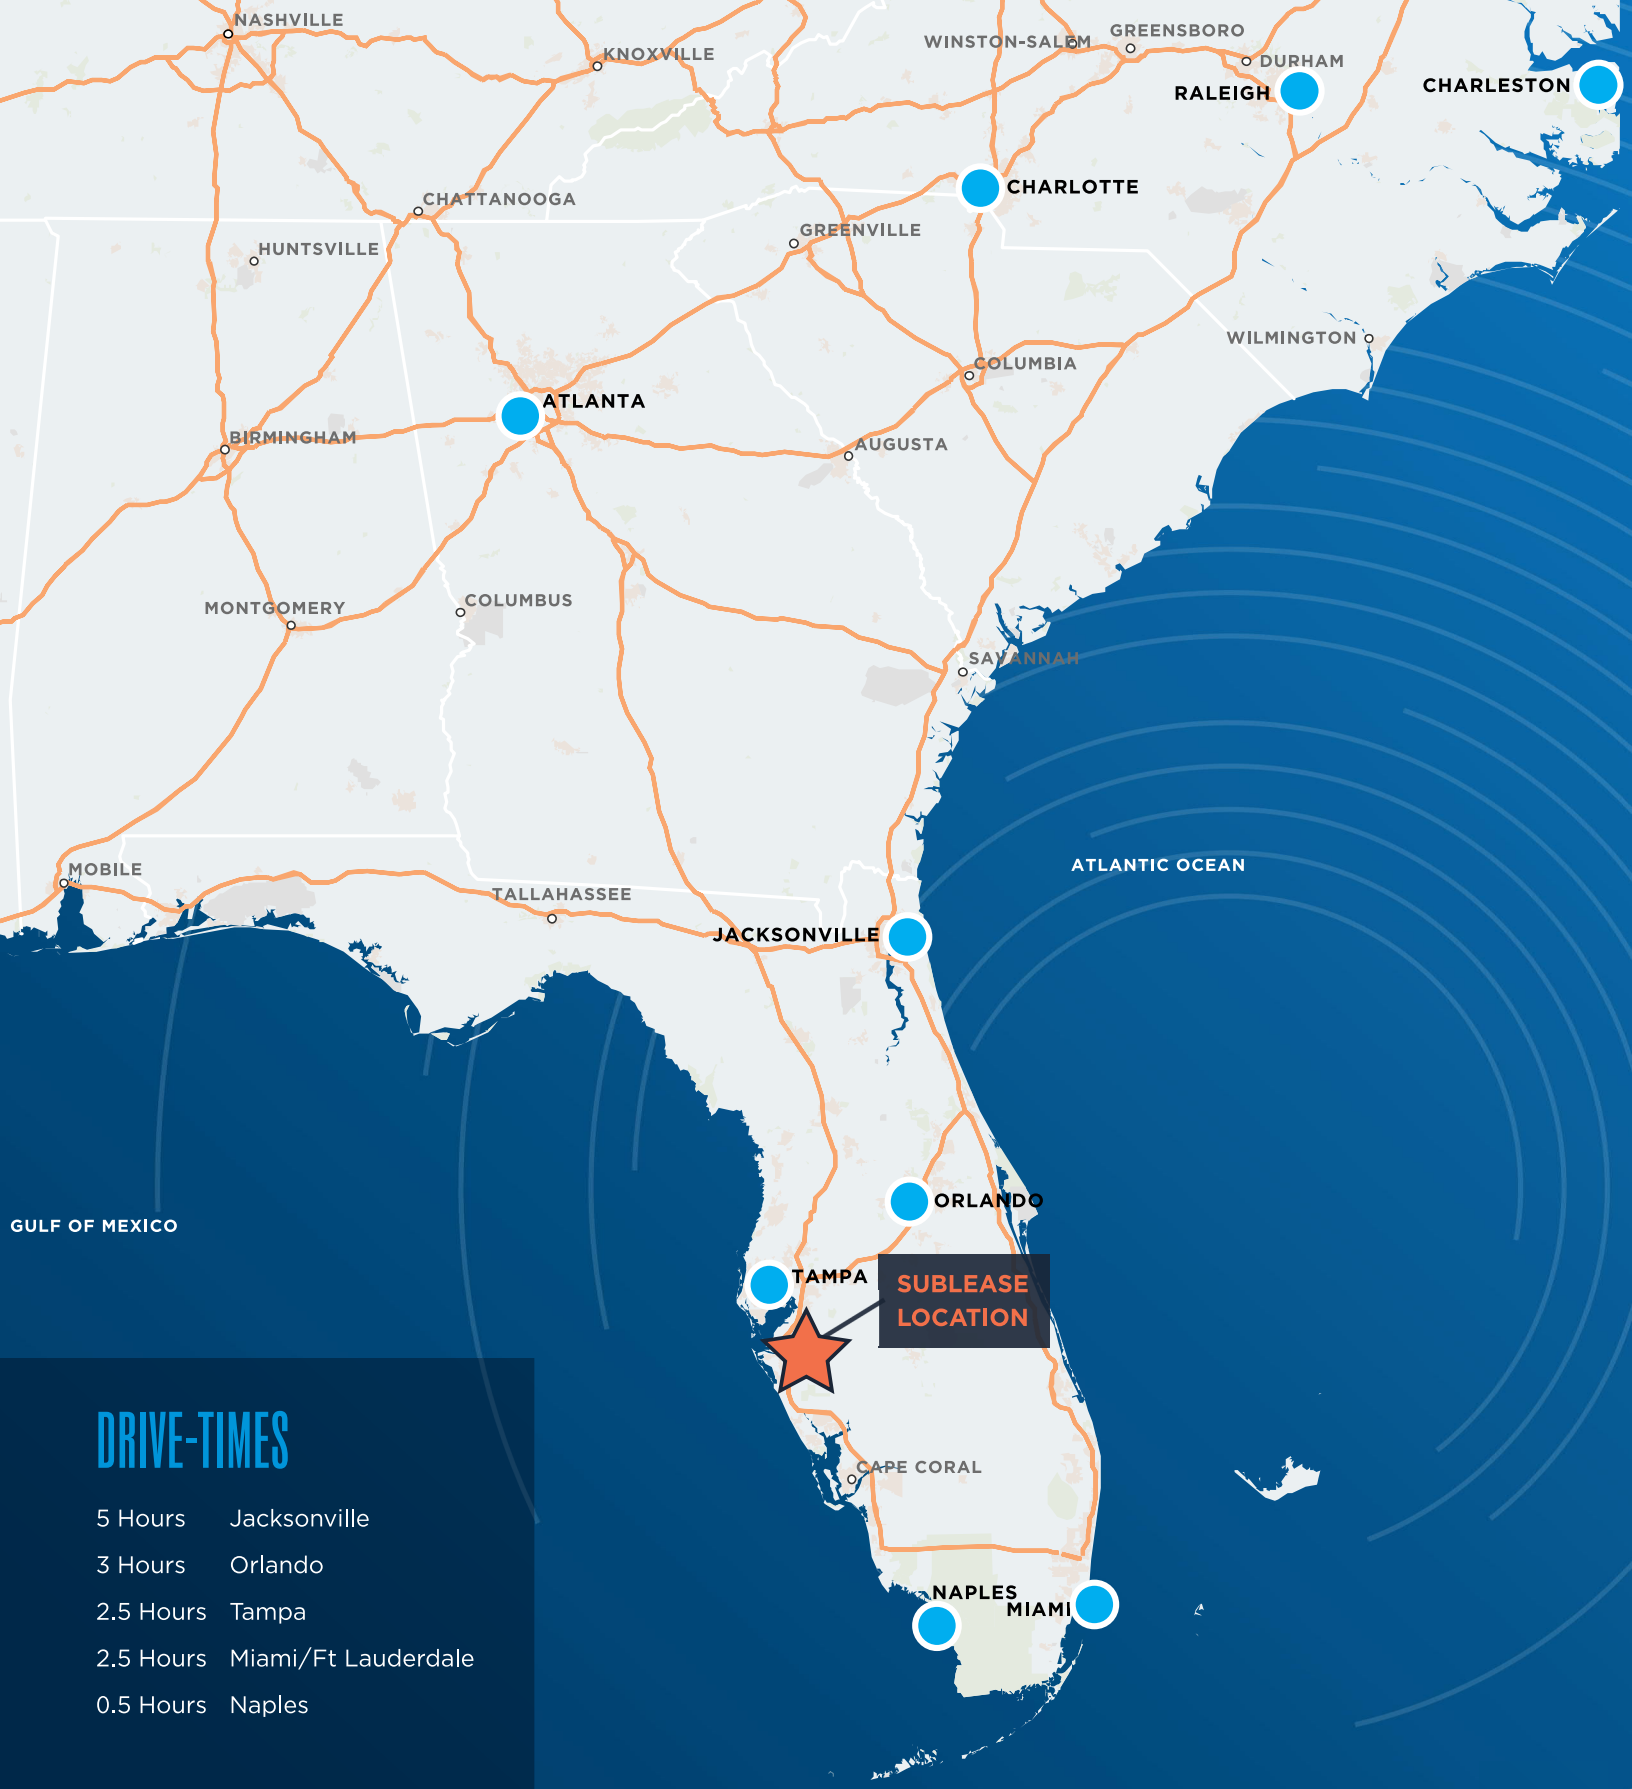 NASHVILLE
KNOXVILLE
WINSTON-SALEM
GREENSBORO
DURHAM
RALEIGH
CHARLESTON
CHATTANOOGA
CHARLOTTE
GREENVILLE
HUNTSVILLE
WILMINGTON
COLUMBIA
ATLANTA
BIRMINGHAM
AUGUSTA
COLUMBUS
MONTGOMERY
SAVANNAH
ATLANTIC OCEAN
MOBILE
TALLAHASSEE
JACKSONVILLE
ORLANDO
GULF OF MEXICO
TAMPA
SUBLEASE
LOCATION
CAPE CORAL
NAPLES
MIAMI
DRIVE-TIMES
5 Hours Jacksonville
3 Hours Orlando
2.5 Hours Tampa
2.5 Hours Miami/Ft Lauderdale
0.5 Hours Naples